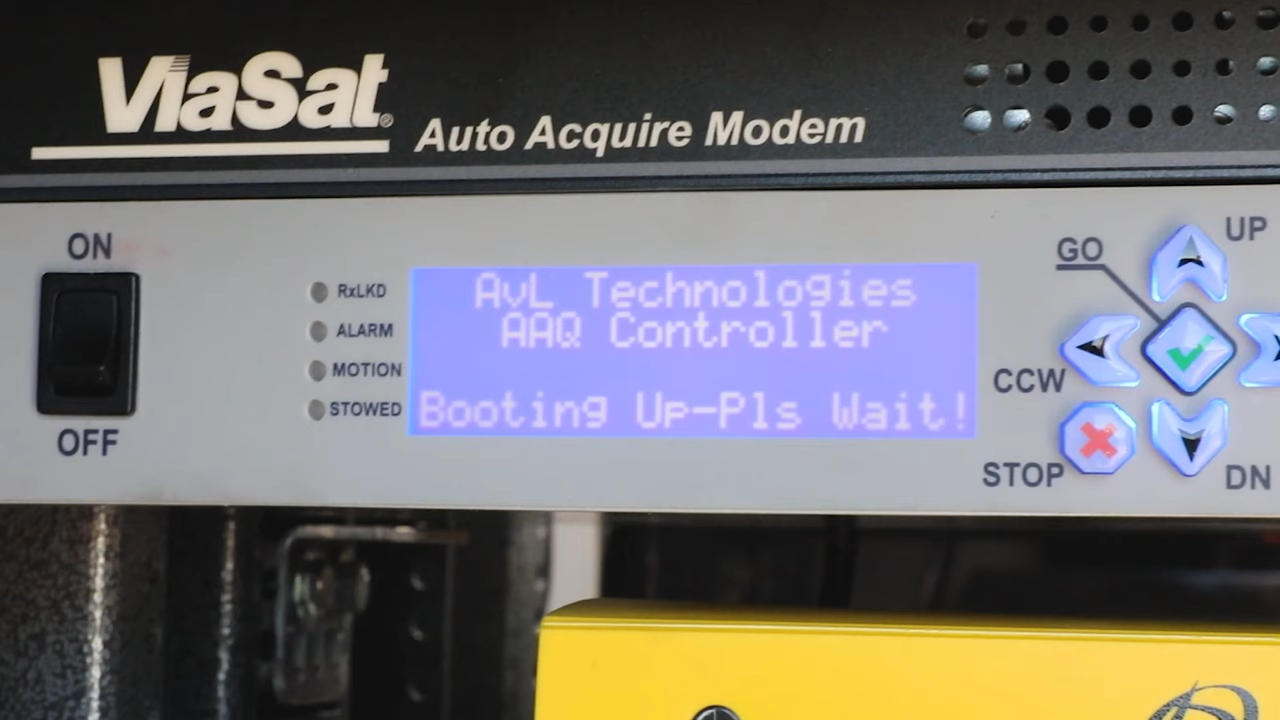 ViaSat®
Auto Acquire Modem
ON
OFF
RxLKD
ALARM
MOTION
STOWED
AvL Technologies
AAQ Controller
Booting Up-Pls Wait!
UP
GO
CCW
STOP
DN